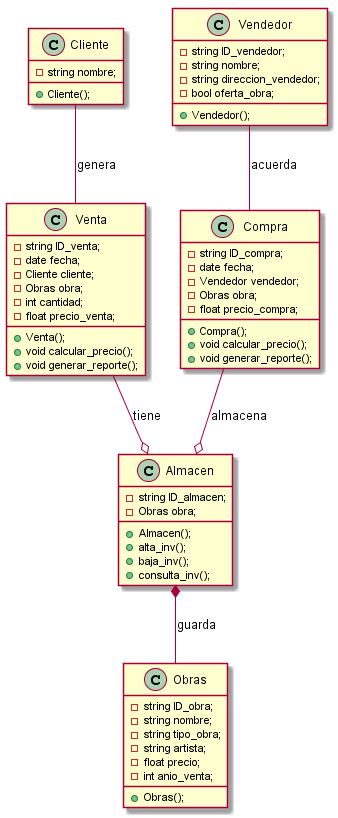 C Cliente
string nombre;
Cliente();
C Vendedor
string ID_vendedor;
string nombre;
string direccion_vendedor;
bool oferta_obra;
Vendedor();
genera
acuerda
C Venta
string ID_venta;
date fecha;
Cliente cliente;
Obras obra;
int cantidad;
float precio_venta;
Venta();
void calcular_precio();
void generar_reporte();
C Compra
string ID_compra;
date fecha;
Vendedor vendedor;
Obras obra;
float precio_compra;
Compra();
void calcular_precio();
void generar_reporte();
tiene
almacena
C Almacen
string ID_almacen;
Obras obra;
Almacen();
alta_inv();
baja_inv();
consulta_inv();
guarda
C Obras
string ID_obra;
string nombre;
string tipo_obra;
string artista;
float precio;
int anio_venta;
Obras();